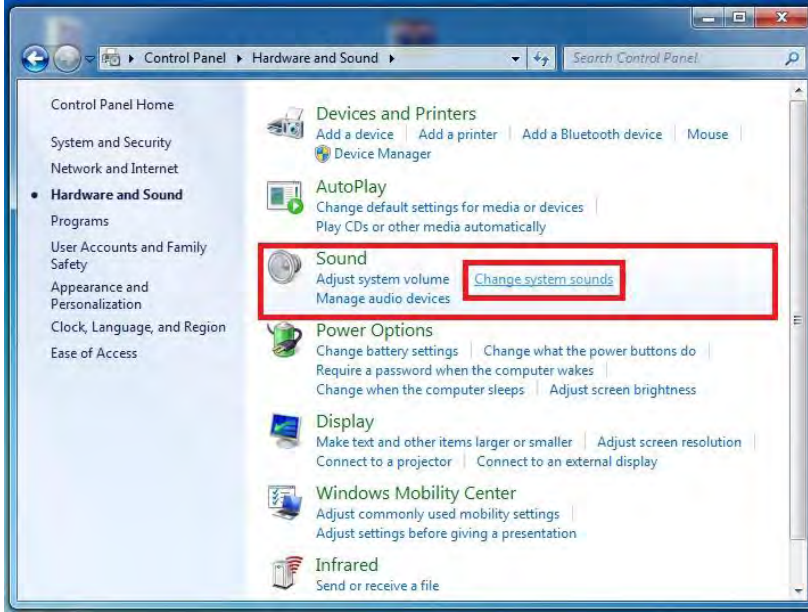 Control Panel ▸ Hardware and Sound ▸
Search Control Panel
Control Panel Home
System and Security
Network and Internet
• Hardware and Sound
Programs
User Accounts and Family
Safety
Appearance and
Personalization
Clock, Language, and Region
Ease of Access
Devices and Printers
Add a device | Add a printer | Add a Bluetooth device | Mouse
Device Manager
AutoPlay
Change default settings for media or devices
Play CDs or other media automatically
Sound
Adjust system volume | Change system sounds
Manage audio devices
Power Options
Change battery settings | Change what the power buttons do
Require a password when the computer wakes
Change when the computer sleeps | Adjust screen brightness
Display
Make text and other items larger or smaller | Adjust screen resolution
Connect to a projector | Connect to an external display
Windows Mobility Center
Adjust commonly used mobility settings
Adjust settings before giving a presentation
Infrared
Send or receive a file